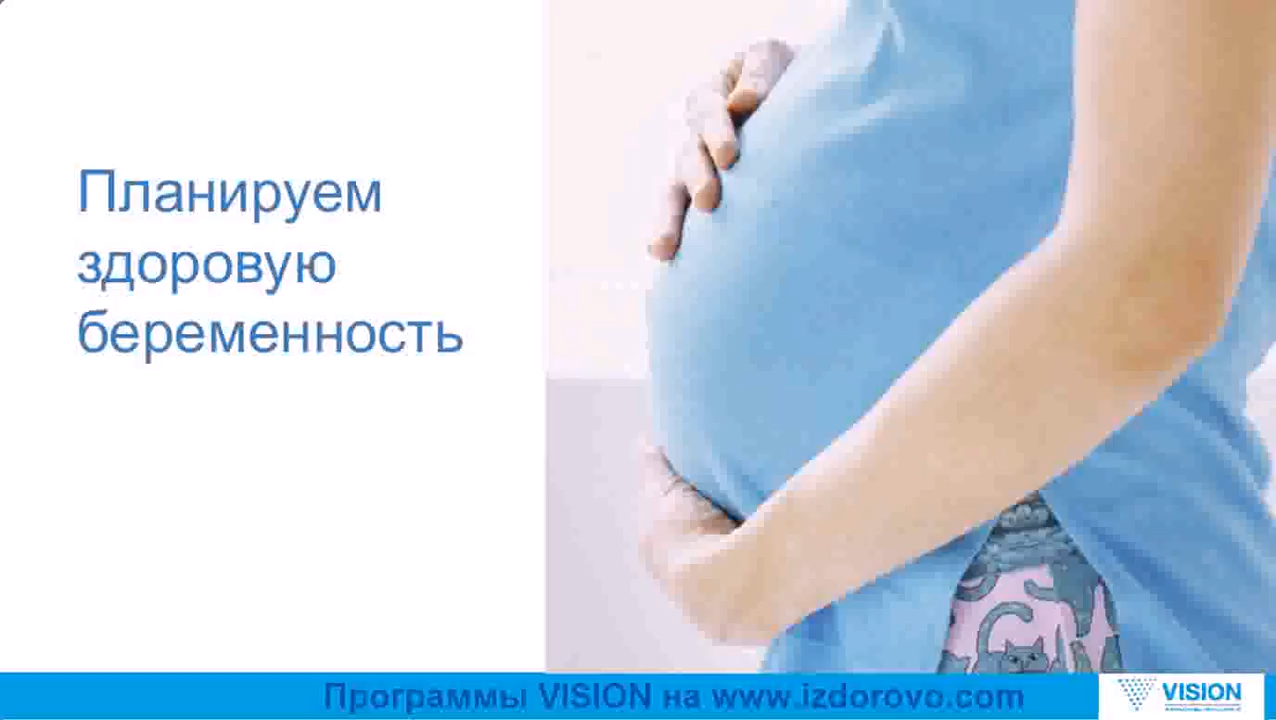 Планируем
здоровую
беременность
Программы VISION на www.izdorovo.com
VISION